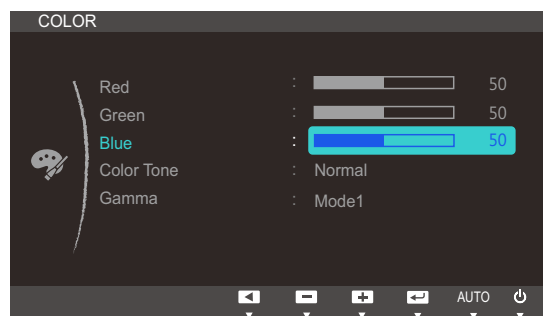 COLOR
Red : 50
Green : 50
Blue : 50
Color Tone : Normal
Gamma : Mode1
AUTO